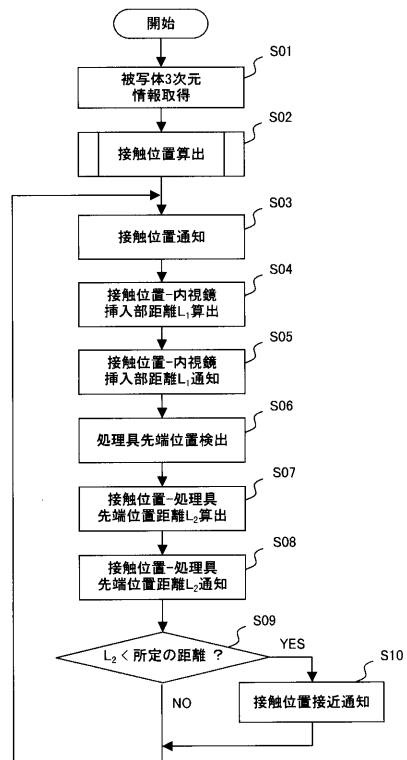 開始
S01
被写体3次元
情報取得
S02
接触位置算出
S03
接触位置通知
S04
接触位置-内視鏡
挿入部距離L₁算出
S05
接触位置-内視鏡
挿入部距離L₁通知
S06
処理具先端位置検出
S07
接触位置-処理具
先端位置距離L₂算出
S08
接触位置-処理具
先端位置距離L₂通知
S09
L₂ < 所定の距離 ?
YES
S10
接触位置接近通知
NO